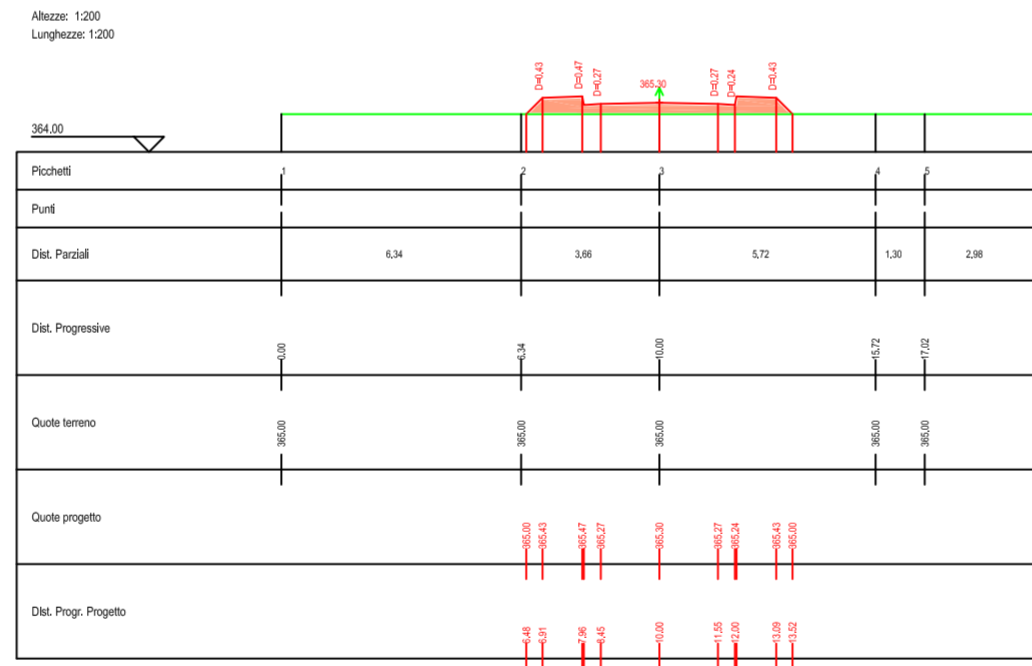 Altezze: 1:200
Lunghezze: 1:200
D=0,43 D=0,47 D=0,27 365,30 D=0,27 D=0,24 D=0,43
364.00
Picchetti 1 2 3 4 5
Punti
Dist. Parziali 6,34 3,66 5,72 1,30 2,98
Dist. Progressive 0,00 6,34 10,00 15,72 17,02
Quote terreno 365,00 365,00 365,00 365,00 365,00
Quote progetto 365,00 365,43 365,47 365,27 365,30 365,27 365,24 365,43 365,00
DIst. Progr. Progetto 6,48 6,91 7,96 8,45 10,00 11,55 12,00 13,09 13,52